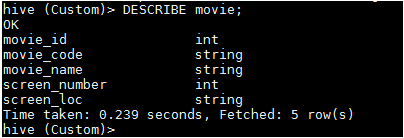 hive (Custom)> DESCRIBE movie;
OK
movie_id int
movie_code string
movie_name string
screen_number int
screen_loc string
Time taken: 0.239 seconds, Fetched: 5 row(s)
hive (Custom)>